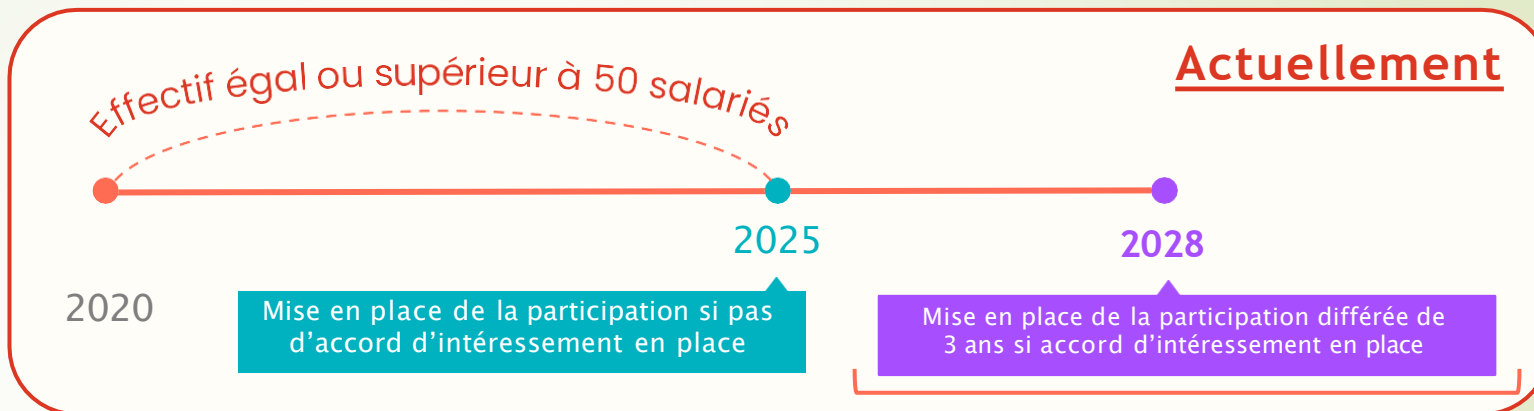 Actuellement
Effectif égal ou supérieur à 50 salariés
2025
2028
2020
Mise en place de la participation si pas
d’accord d’intéressement en place
Mise en place de la participation différée de
3 ans si accord d’intéressement en place